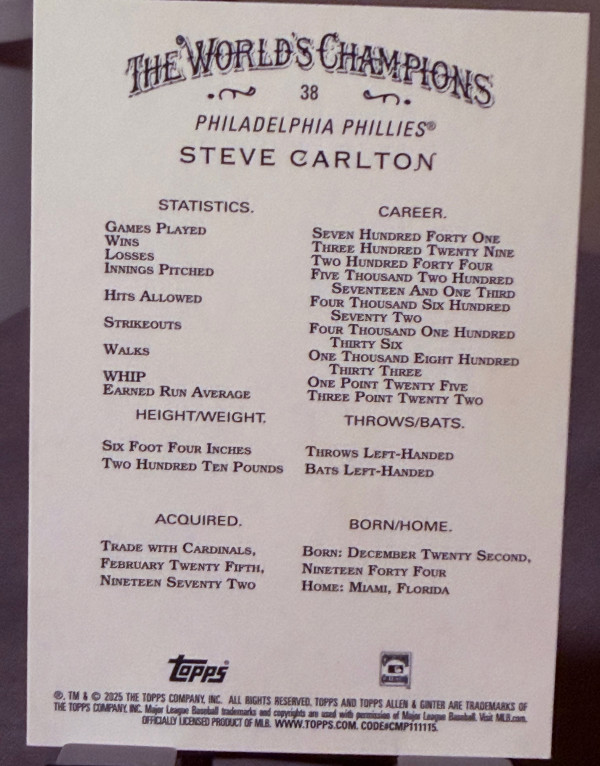 THE WORLD'S CHAMPIONS
38
PHILADELPHIA PHILLIES®
STEVE CARLTON
STATISTICS.
GAMES PLAYED
WINS
LOSSES
INNINGS PITCHED
HITS ALLOWED
STRIKEOUTS
WALKS
WHIP
EARNED RUN AVERAGE
CAREER.
SEVEN HUNDRED FORTY ONE
THREE HUNDRED TWENTY NINE
TWO HUNDRED FORTY FOUR
FIVE THOUSAND TWO HUNDRED
SEVENTEEN AND ONE THIRD
FOUR THOUSAND SIX HUNDRED
SEVENTY TWO
FOUR THOUSAND ONE HUNDRED
THIRTY SIX
ONE THOUSAND EIGHT HUNDRED
THIRTY THREE
ONE POINT TWENTY FIVE
THREE POINT TWENTY TWO
HEIGHT/WEIGHT.
SIX FOOT FOUR INCHES
TWO HUNDRED TEN POUNDS
THROWS/BATS.
THROWS LEFT-HANDED
BATS LEFT-HANDED
ACQUIRED.
TRADE WITH CARDINALS,
FEBRUARY TWENTY FIFTH,
NINETEEN SEVENTY TWO
BORN/HOME.
BORN: DECEMBER TWENTY SECOND,
NINETEEN FORTY FOUR
HOME: MIAMI, FLORIDA
topps®
®, TM & © 2025 THE TOPPS COMPANY, INC. ALL RIGHTS RESERVED. TOPPS AND TOPPS ALLEN & GINTER ARE TRADEMARKS OF
THE TOPPS COMPANY, INC. Major League Baseball trademarks and copyrights are used with permission of Major League Baseball. Visit MLB.com.
OFFICIALLY LICENSED PRODUCT OF MLB. WWW.TOPPS.COM. CODE#CMP111115.